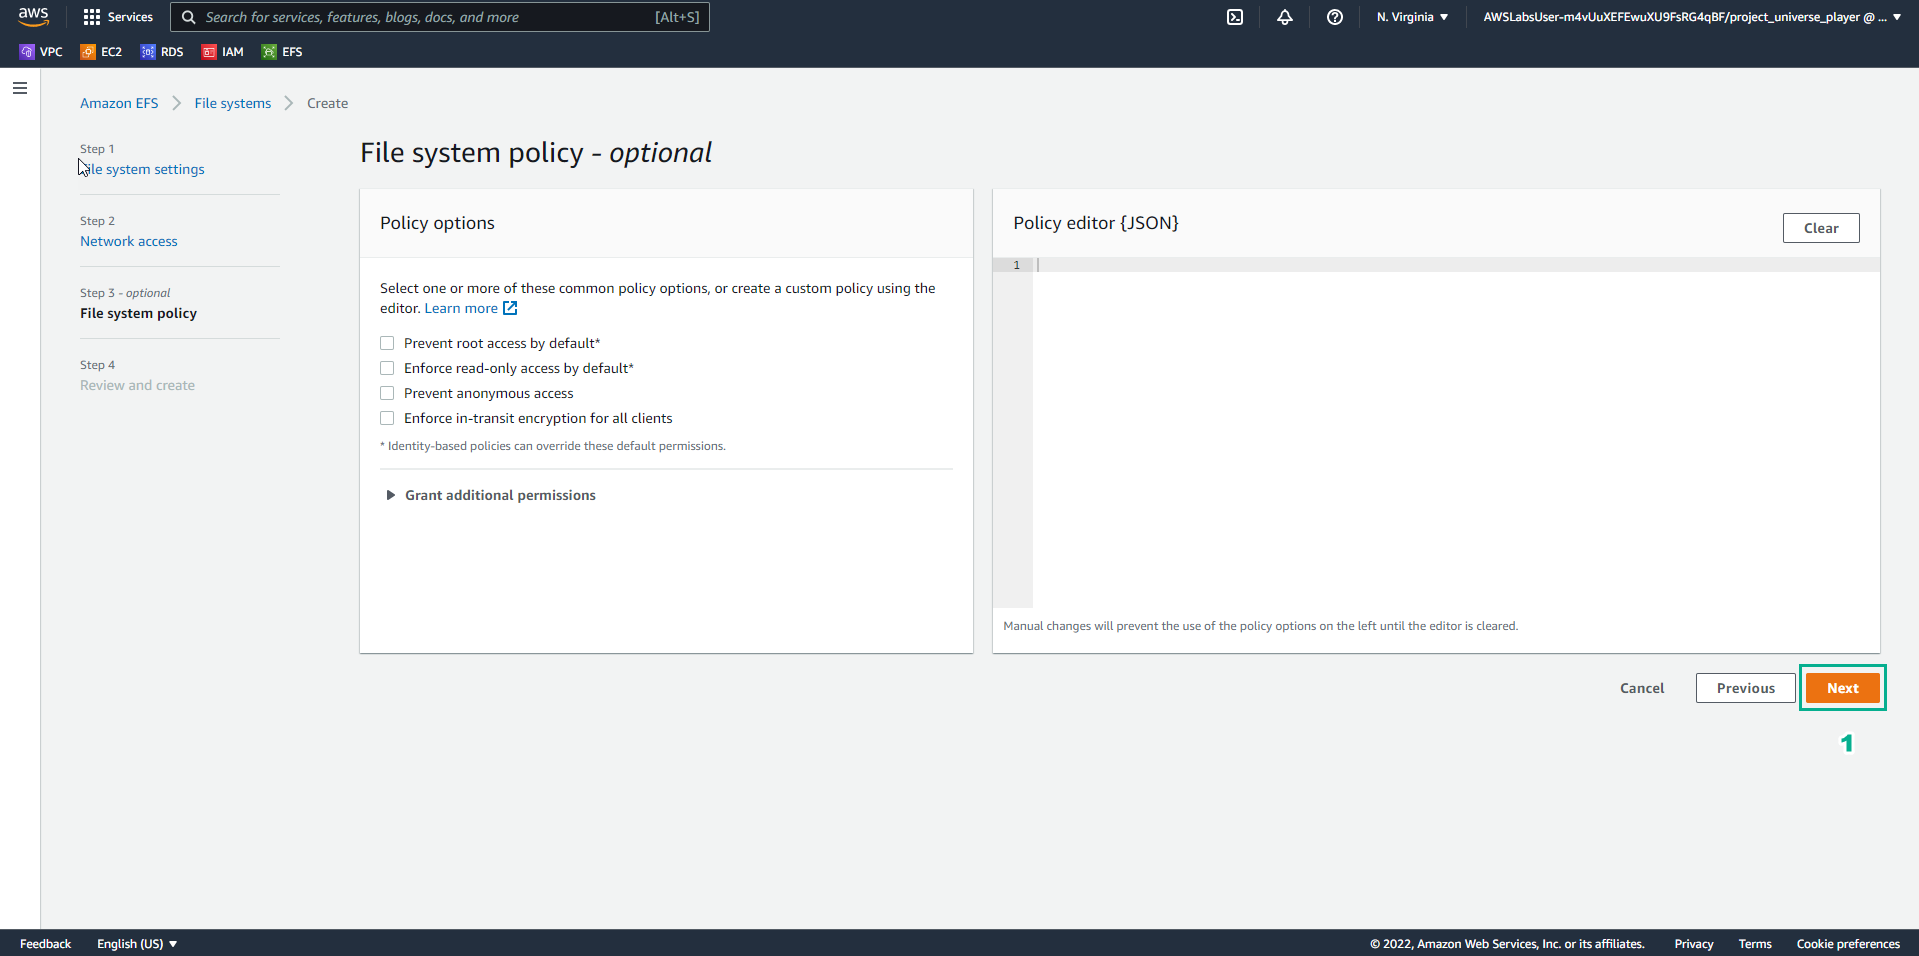 aws
Services
Search for services, features, blogs, docs, and more [Alt+S]
N. Virginia ▼
AWSLabsUser-m4vUuXEFEwuXU9FsRG4qBF/project_universe_player @ ... ▼
VPC EC2 RDS IAM EFS
Amazon EFS > File systems > Create
Step 1
File system settings
Step 2
Network access
Step 3 - optional
File system policy
Step 4
Review and create
File system policy - optional
Policy options
Select one or more of these common policy options, or create a custom policy using the
editor. Learn more
Prevent root access by default*
Enforce read-only access by default*
Prevent anonymous access
Enforce in-transit encryption for all clients
* Identity-based policies can override these default permissions.
Grant additional permissions
Policy editor {JSON}
Clear
1
Manual changes will prevent the use of the policy options on the left until the editor is cleared.
Cancel Previous Next
1
Feedback English (US) ▼
© 2022, Amazon Web Services, Inc. or its affiliates. Privacy Terms Cookie preferences